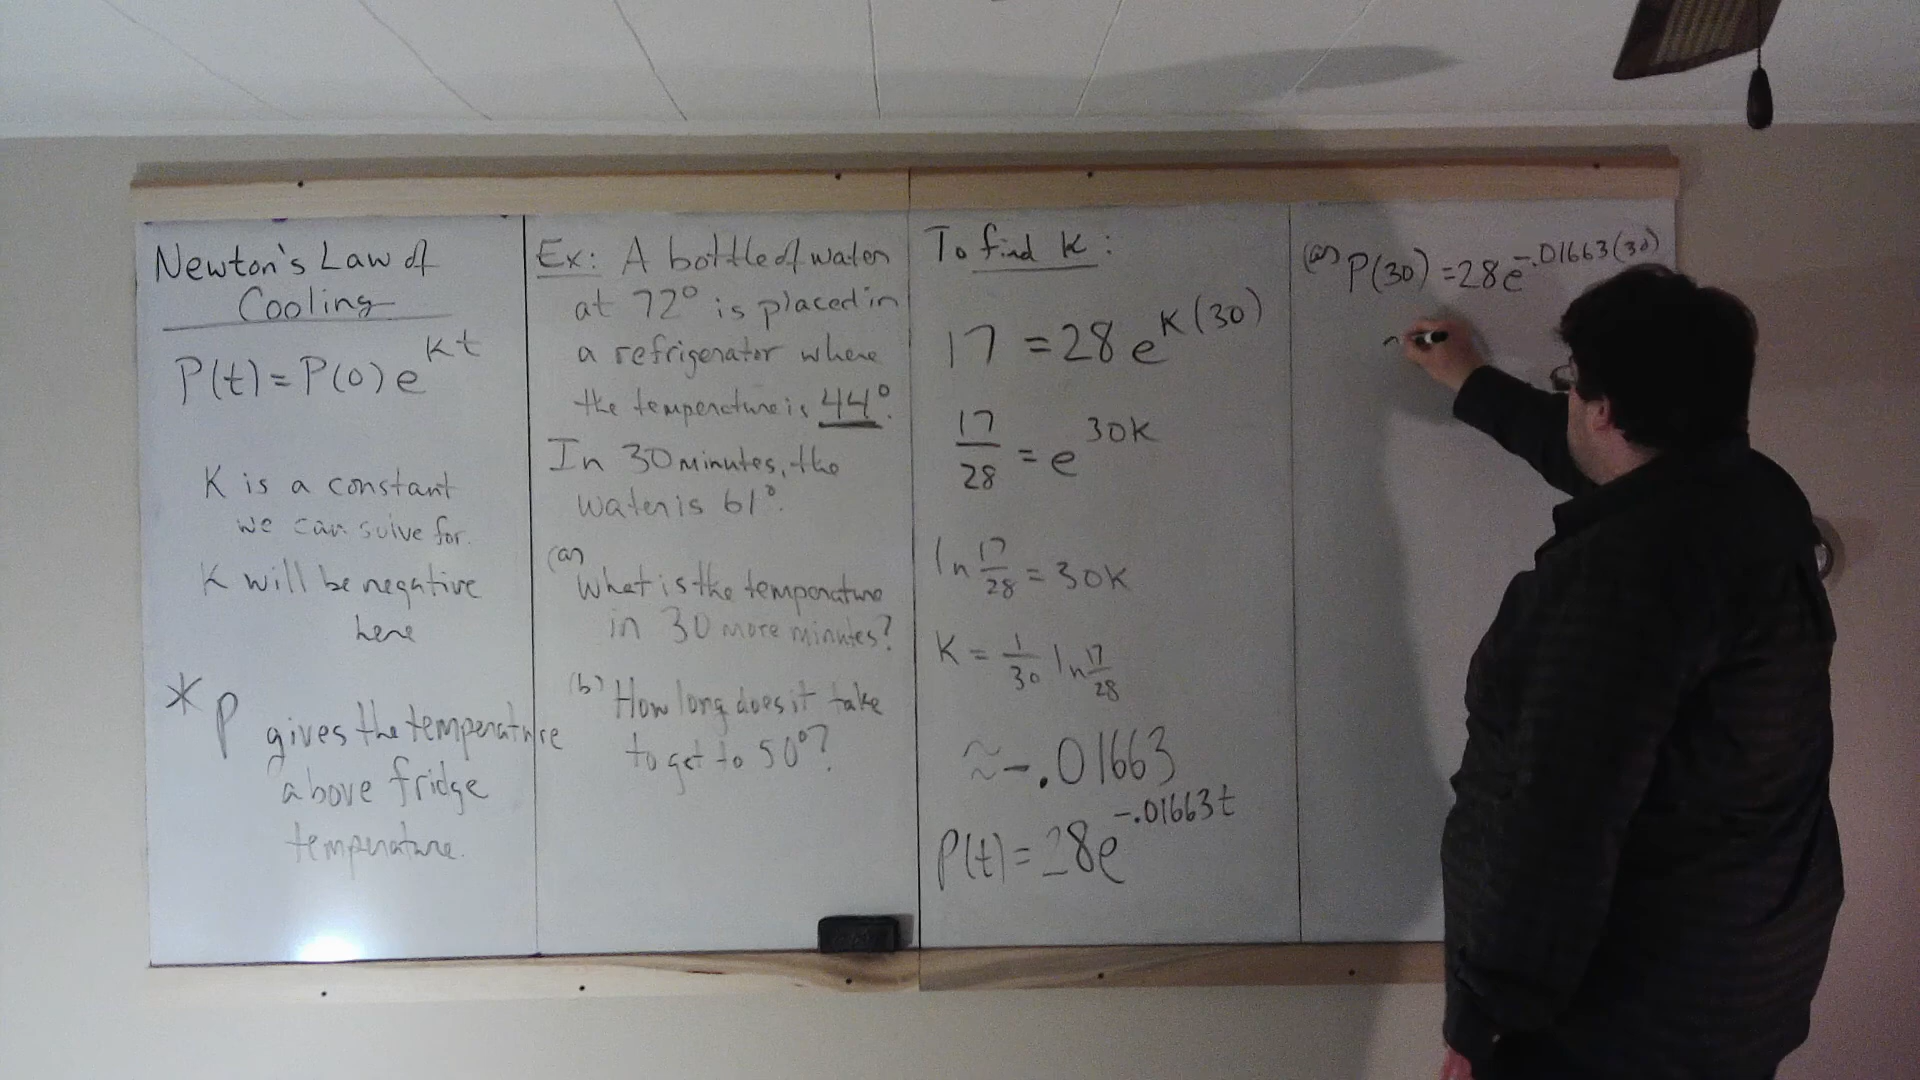 Newton's Law of
Cooling
P(t) = P(0)e^kt
K is a constant
we can solve for.
K will be negative
here
* P gives the temperature
above fridge
temperature.
Ex: A bottle of water
at 72° is placed in
a refrigerator where
the temperature is 44°.
In 30 minutes, the
water is 61°.
(a) What is the temperature
in 30 more minutes?
(b) How long does it take
to get to 50°?
To find K:
17 = 28e^K(30)
17/28 = e^30K
ln 17/28 = 30K
K = 1/30 ln 17/28
≈ -.01663
P(t) = 28e^-.01663t
(a) P(30) = 28e^-.01663(30)